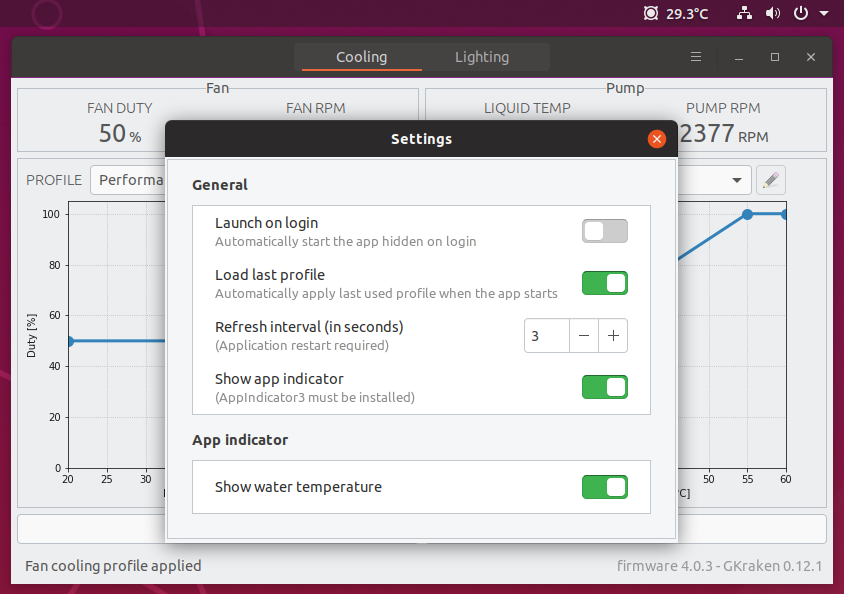 29.3°C
Cooling
Lighting
Fan
Pump
FAN DUTY
FAN RPM
LIQUID TEMP
PUMP RPM
50 %
2377 RPM
Settings
PROFILE
Performa
General
Launch on login
Automatically start the app hidden on login
Load last profile
Automatically apply last used profile when the app starts
Refresh interval (in seconds)
(Application restart required)
3
Show app indicator
(AppIndicator3 must be installed)
App indicator
Show water temperature
Duty [%]
100
80
60
40
20
0
20
25
30
50
55
60
°C]
Fan cooling profile applied
firmware 4.0.3 - GKraken 0.12.1